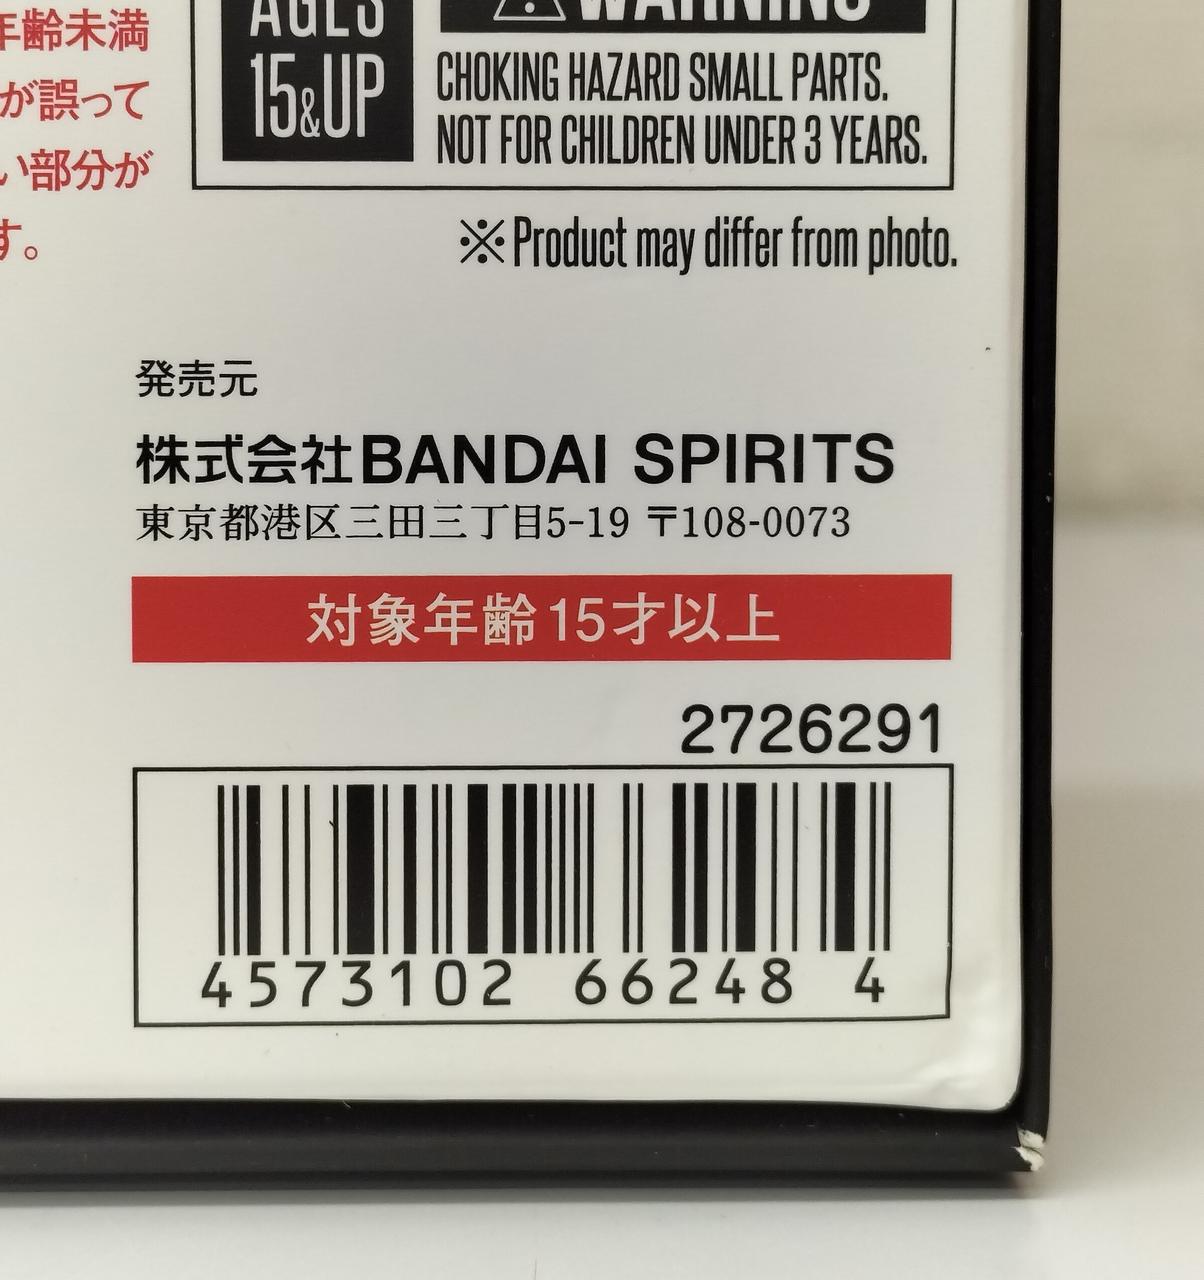 年齢未満
が誤って
い部分が
す。
AGES
15&UP
WARNING
CHOKING HAZARD SMALL PARTS.
NOT FOR CHILDREN UNDER 3 YEARS.
※Product may differ from photo.
発売元
株式会社BANDAI SPIRITS
東京都港区三田三丁目5-19 〒108-0073
対象年齢15才以上
2726291
4573102 66248 4